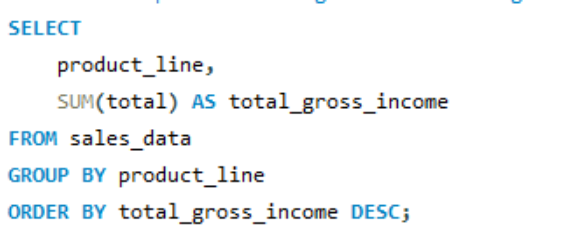 SELECT
product_line,
SUM(total) AS total_gross_income
FROM sales_data
GROUP BY product_line
ORDER BY total_gross_income DESC;